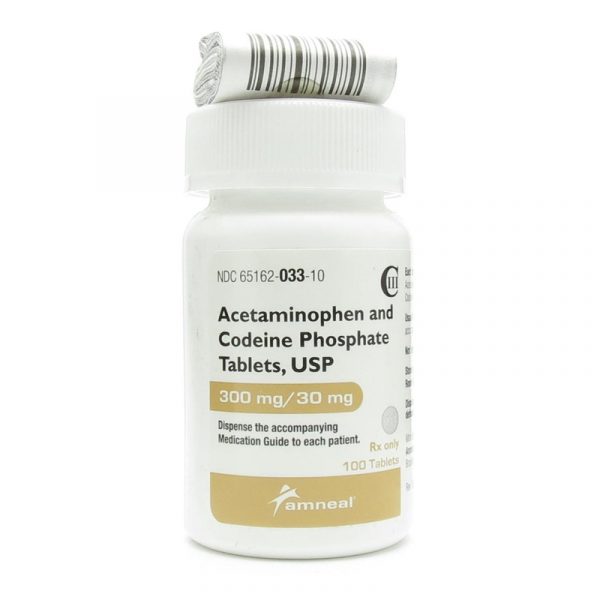 NDC 65162-033-10
CIII
Acetaminophen and
Codeine Phosphate
Tablets, USP
300 mg/30 mg
Dispense the accompanying
Medication Guide to each patient.
Rx only
100 Tablets
amneal